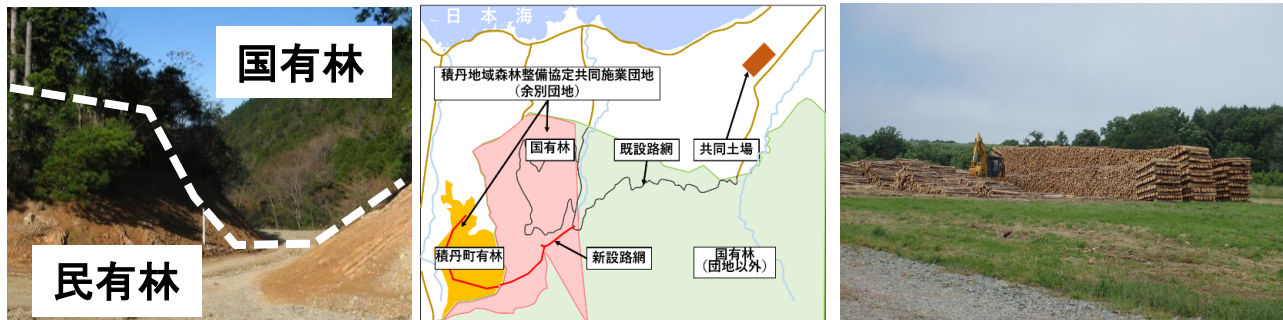 国有林
民有林
日本海
積丹地域森林整備協定共同施業団地
(余別団地)
国有林
既設路網
共同土場
積丹町有林
新設路網
国有林
(団地以外)